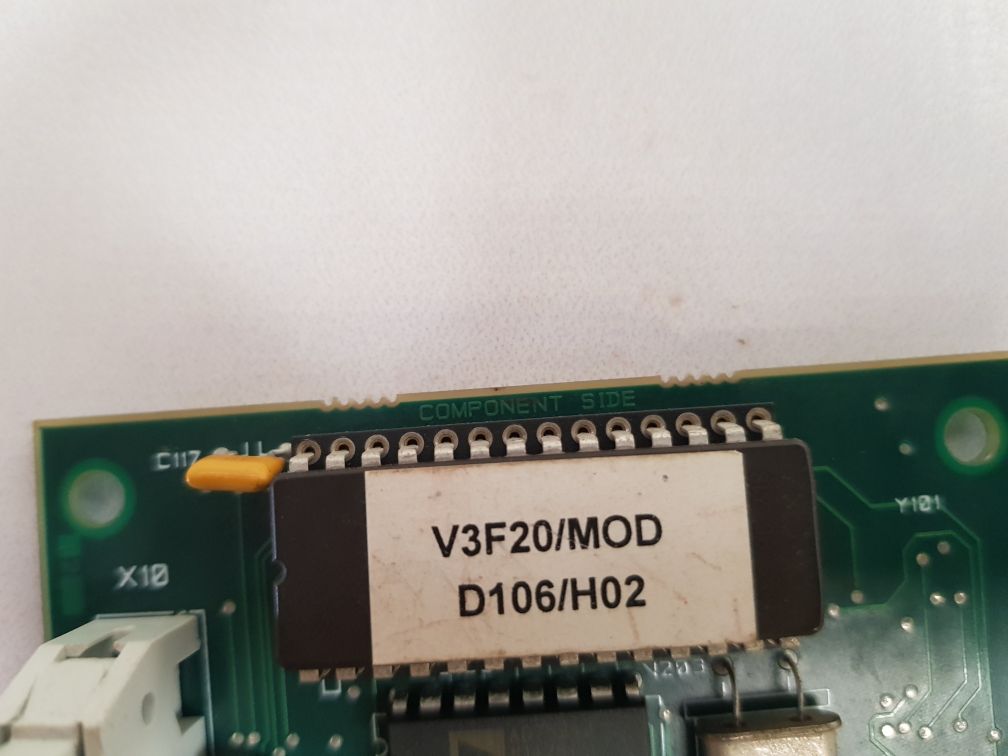 COMPONENT SIDE
C117
V3F20/MOD
Y101
X10
D106/H02